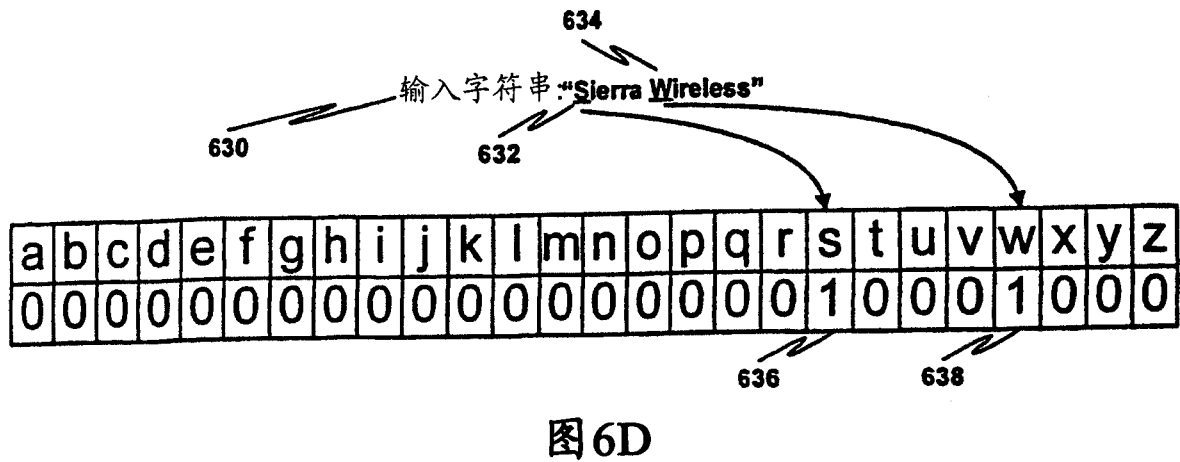 634
输入字符串:“Sierra Wireless”
630
632
a b c d e f g h i j k l m n o p q r s t u v w x y z
0 0 0 0 0 0 0 0 0 0 0 0 0 0 0 0 0 0 1 0 0 0 1 0 0 0
636
638
图6D